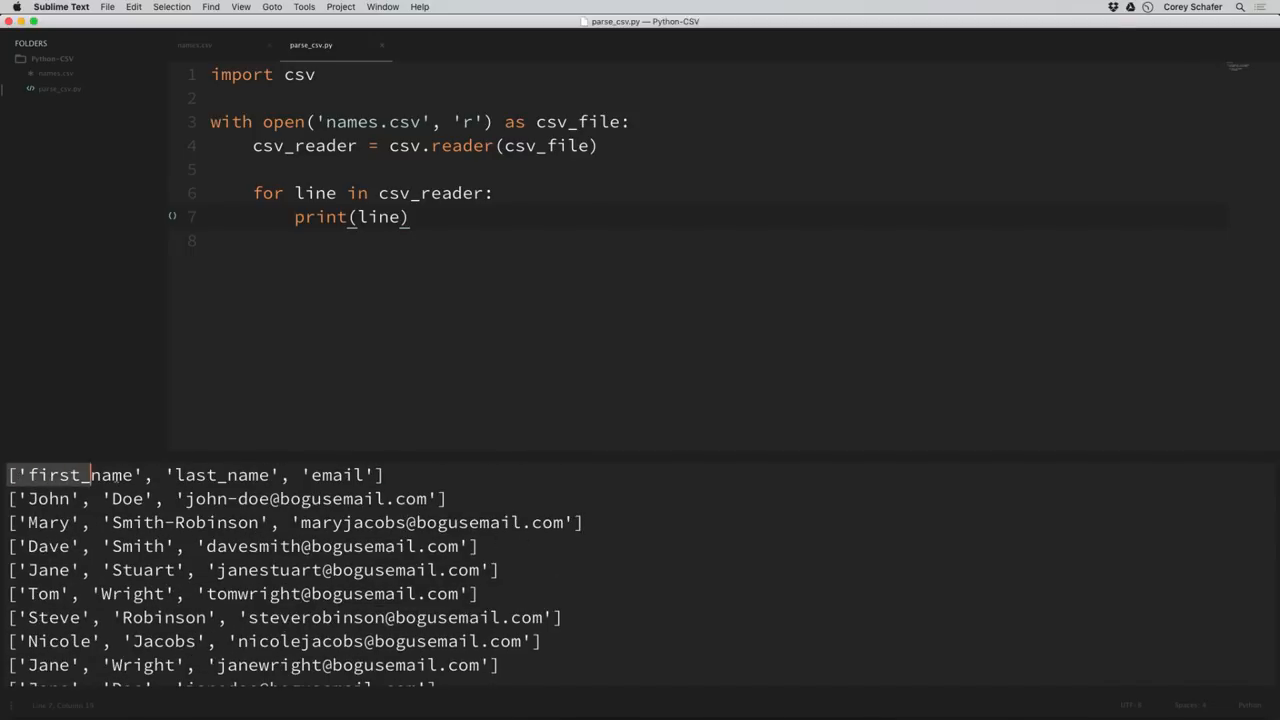 Sublime Text File Edit Selection Find View Goto Tools Project Window Help Corey Schafer
parse_csv.py — Python-CSV
FOLDERS
Python-CSV
names.csv
parse_csv.py
names.csv parse_csv.py
1 import csv
2
3 with open('names.csv', 'r') as csv_file:
4 csv_reader = csv.reader(csv_file)
5
6 for line in csv_reader:
7 print(line)
8
['first_name', 'last_name', 'email']
['John', 'Doe', 'john-doe@bogusemail.com']
['Mary', 'Smith-Robinson', 'maryjacobs@bogusemail.com']
['Dave', 'Smith', 'davesmith@bogusemail.com']
['Jane', 'Stuart', 'janestuart@bogusemail.com']
['Tom', 'Wright', 'tomwright@bogusemail.com']
['Steve', 'Robinson', 'steverobinson@bogusemail.com']
['Nicole', 'Jacobs', 'nicolejacobs@bogusemail.com']
['Jane', 'Wright', 'janewright@bogusemail.com']
['Jane', 'Doe', 'janedoe@bogusemail.com']
Line 7, Column 19 UTF-8 Spaces: 4 Python